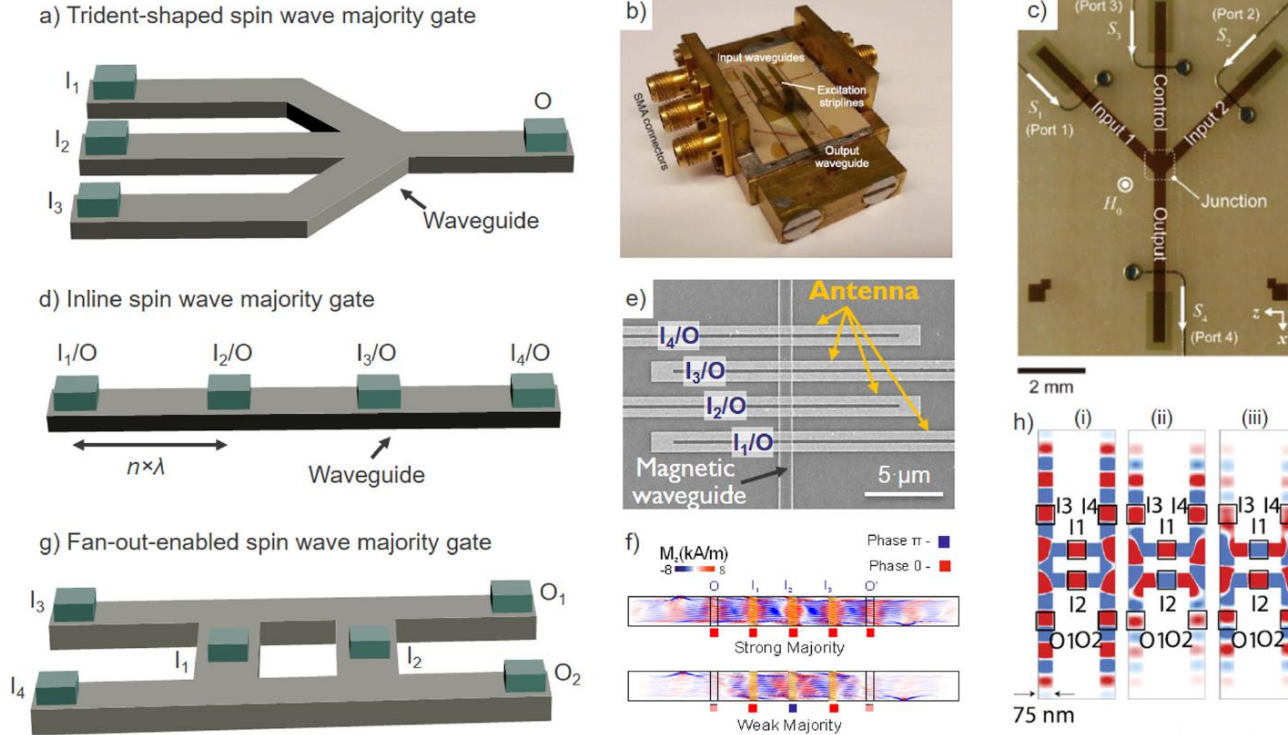 a) Trident-shaped spin wave majority gate
I₁
I₂
I₃
O
Waveguide
b)
Input waveguides
Excitation
striplines
SMA connectors
Output
waveguide
c)
(Port 3)
S₃
(Port 2)
S₂
S₁
(Port 1)
Input 1
Control
Input 2
H₀
Junction
Output
S₄
(Port 4)
z
x
2 mm
d) Inline spin wave majority gate
I₁/O
I₂/O
I₃/O
I₄/O
n×λ
Waveguide
e)
Antenna
I₄/O
I₃/O
I₂/O
I₁/O
Magnetic
waveguide
5 µm
f)
Mz(kA/m)
-8
8
Phase π -
Phase 0 -
O
I₁
I₂
I₃
O'
Strong Majority
Weak Majority
g) Fan-out-enabled spin wave majority gate
I₃
I₄
I₁
I₂
O₁
O₂
h)
(i)
(ii)
(iii)
I3 I4
I1
I2
O1O2
I3 I4
I1
I2
O1O2
I3 I4
I1
I2
O1O2
75 nm